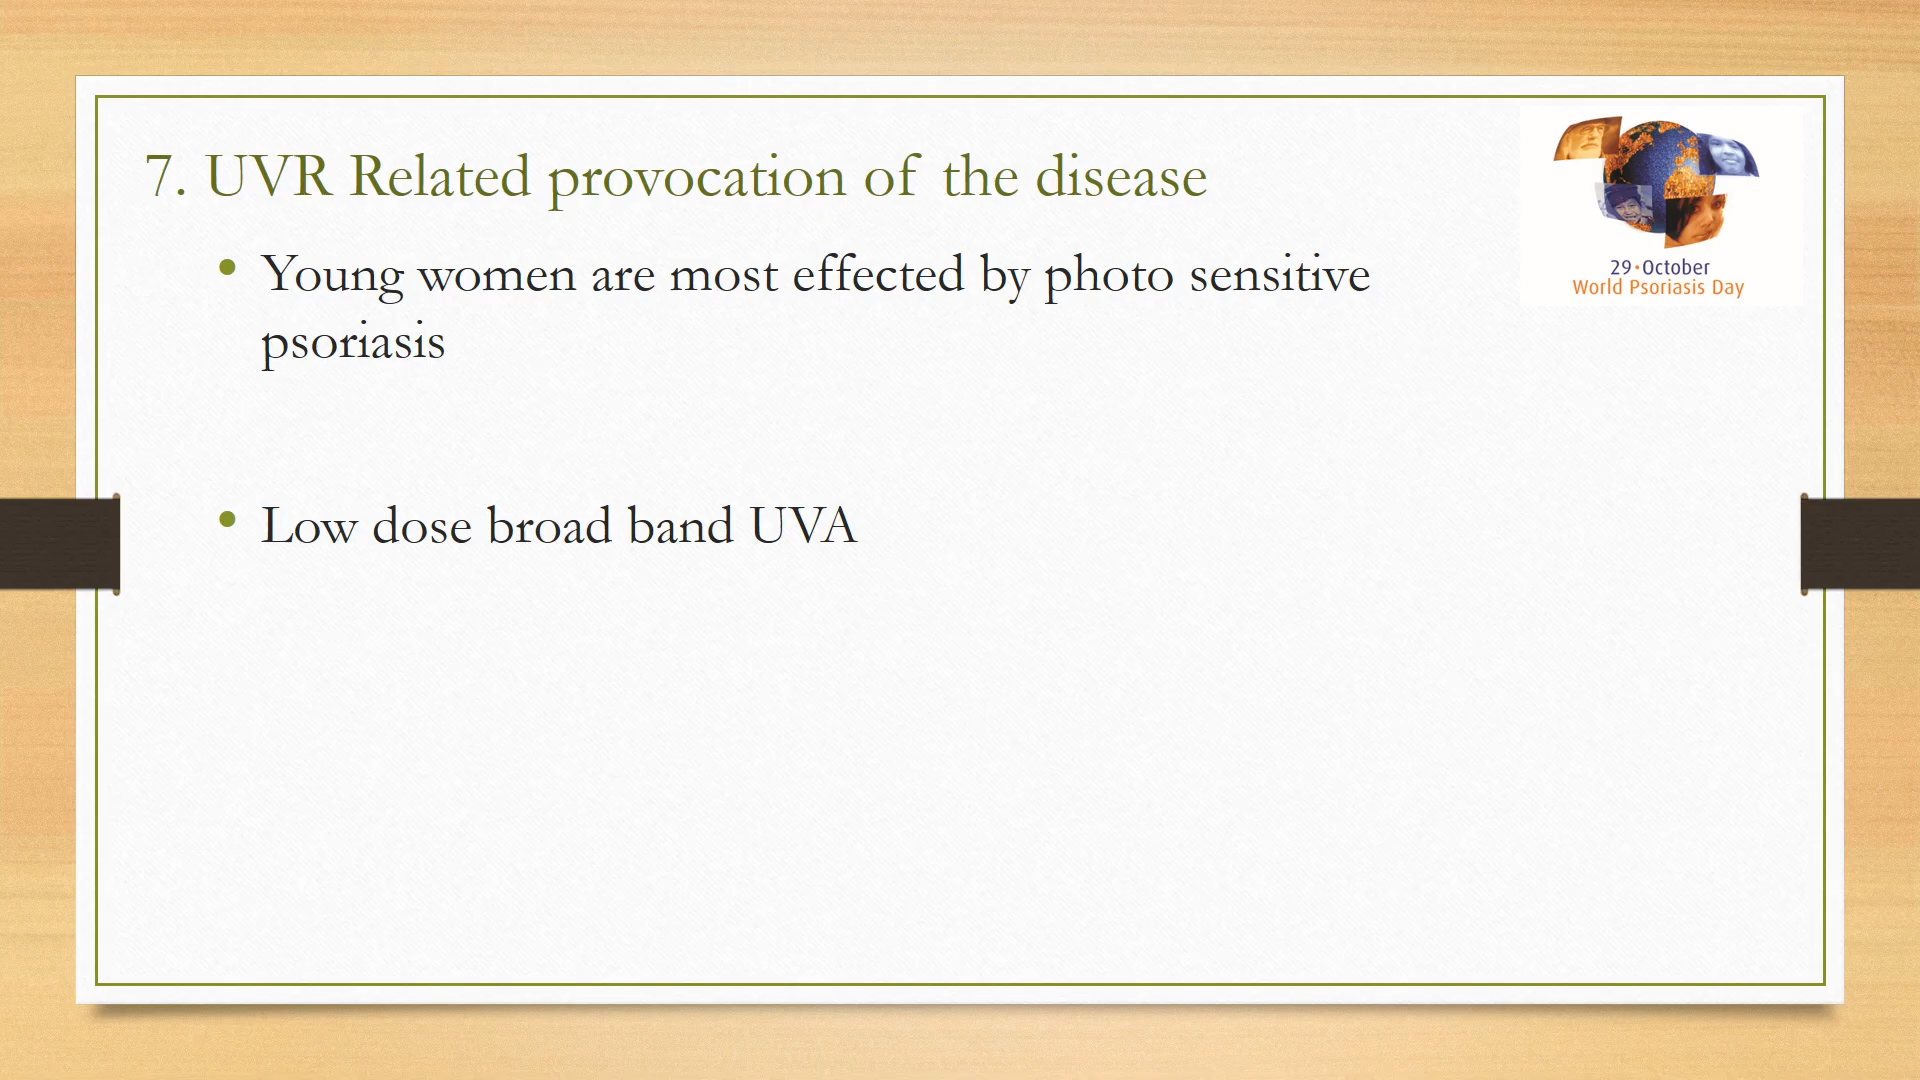 7. UVR Related provocation of the disease
• Young women are most effected by photo sensitive
psoriasis
• Low dose broad band UVA
29·October
World Psoriasis Day